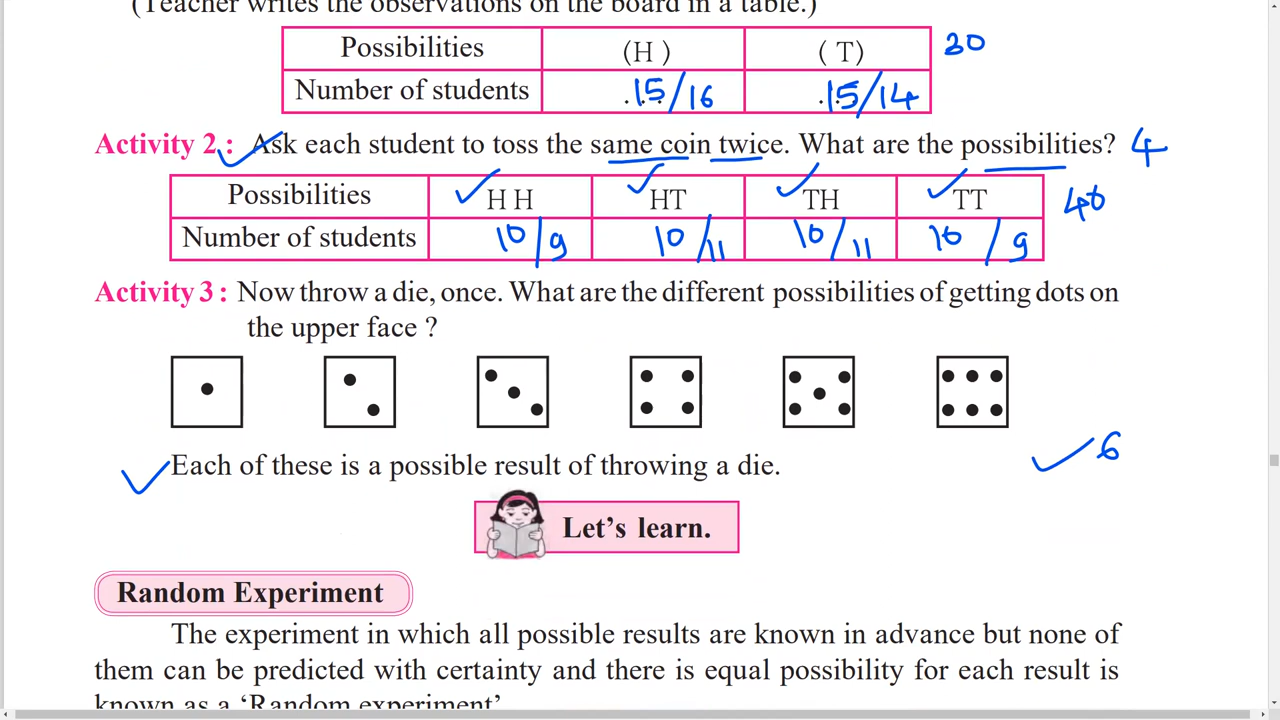 (Teacher writes the observations on the board in a table.)
Possibilities (H ) ( T) 30
Number of students .15/16 .15/14
Activity 2 : Ask each student to toss the same coin twice. What are the possibilities? 4
Possibilities H H HT TH TT 40
Number of students 10/9 10/11 10/11 10/9
Activity 3 : Now throw a die, once. What are the different possibilities of getting dots on
the upper face ?
Each of these is a possible result of throwing a die. 6
Let's learn.
Random Experiment
The experiment in which all possible results are known in advance but none of
them can be predicted with certainty and there is equal possibility for each result is
known as a 'Random experiment'